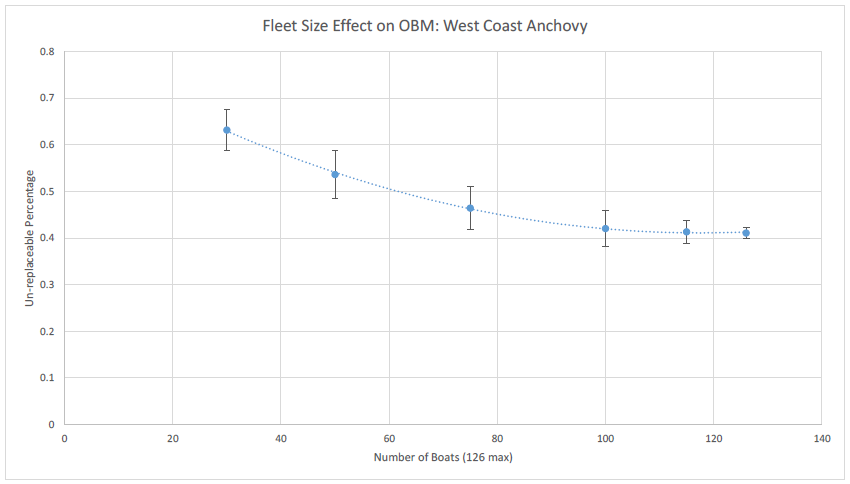 Fleet Size Effect on OBM: West Coast Anchovy
0.8
0.7
0.6
0.5
0.4
0.3
0.2
0.1
0
Un-replaceable Percentage
0 20 40 60 80 100 120 140
Number of Boats (126 max)